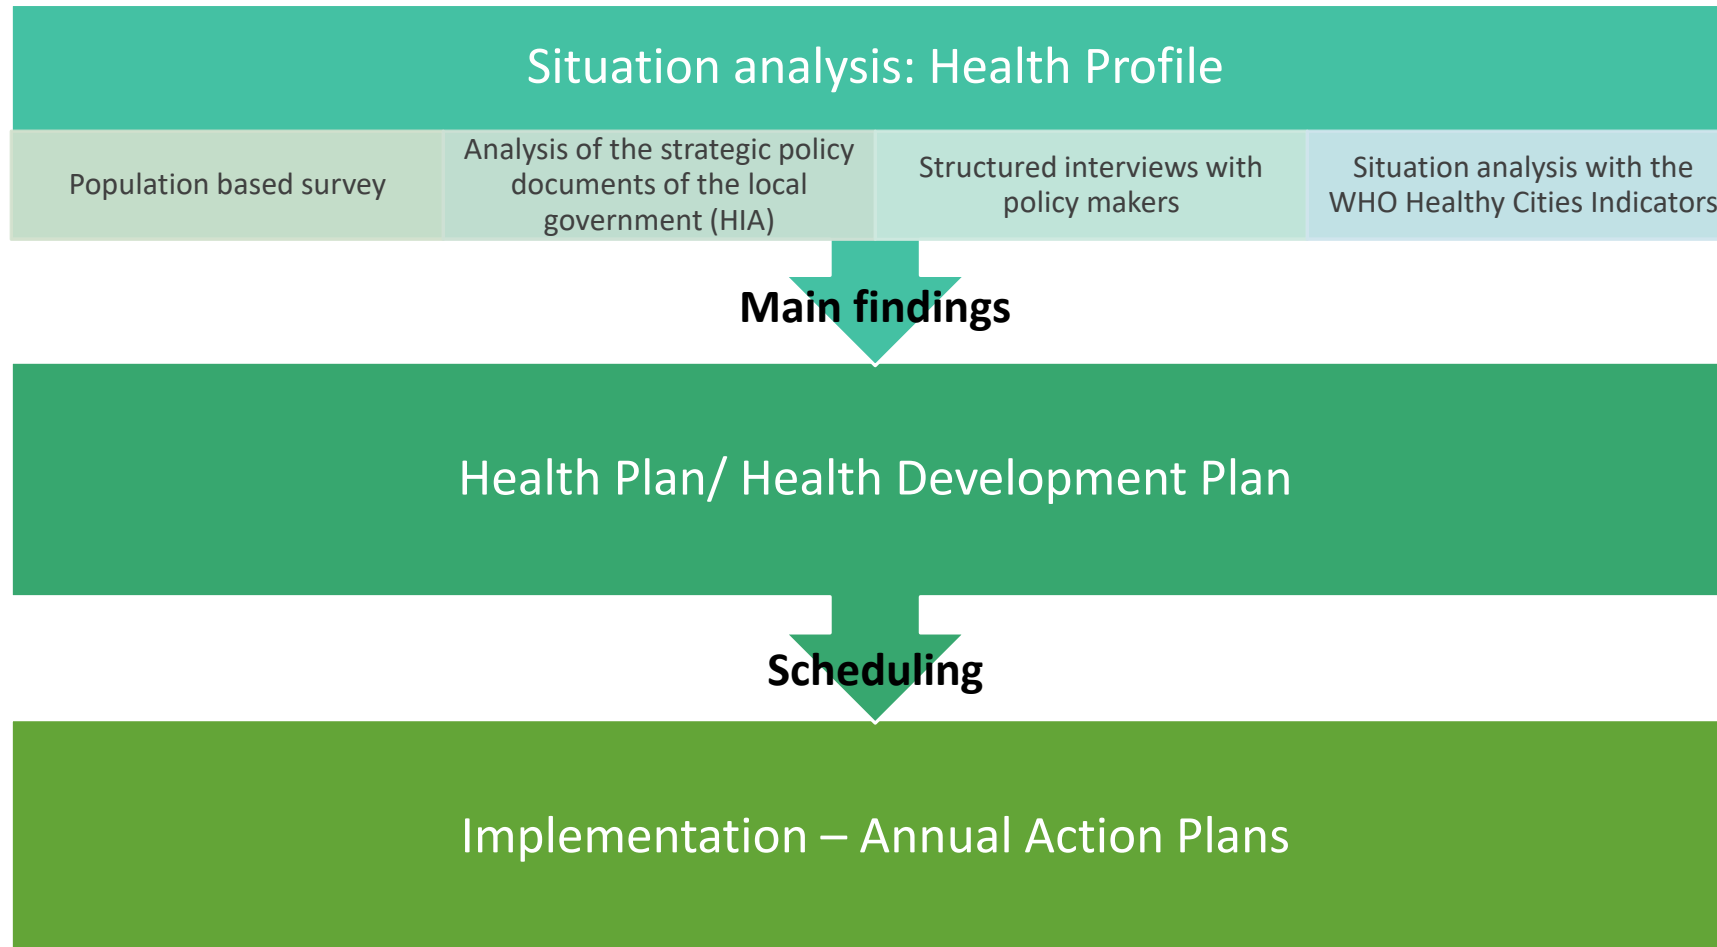 Situation analysis: Health Profile
Population based survey
Analysis of the strategic policy
documents of the local
government (HIA)
Structured interviews with
policy makers
Situation analysis with the
WHO Healthy Cities Indicators
Main findings
Health Plan/ Health Development Plan
Scheduling
Implementation – Annual Action Plans